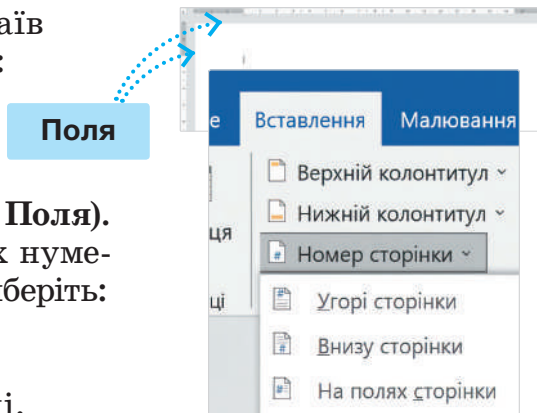 аїв
:
Поля
Поля).
х нуме-
беріть:
і.
е
Вставлення
Малювання
ця
ці
Верхній колонтитул
Нижній колонтитул
Номер сторінки
Угорі сторінки
Внизу сторінки
На полях сторінки